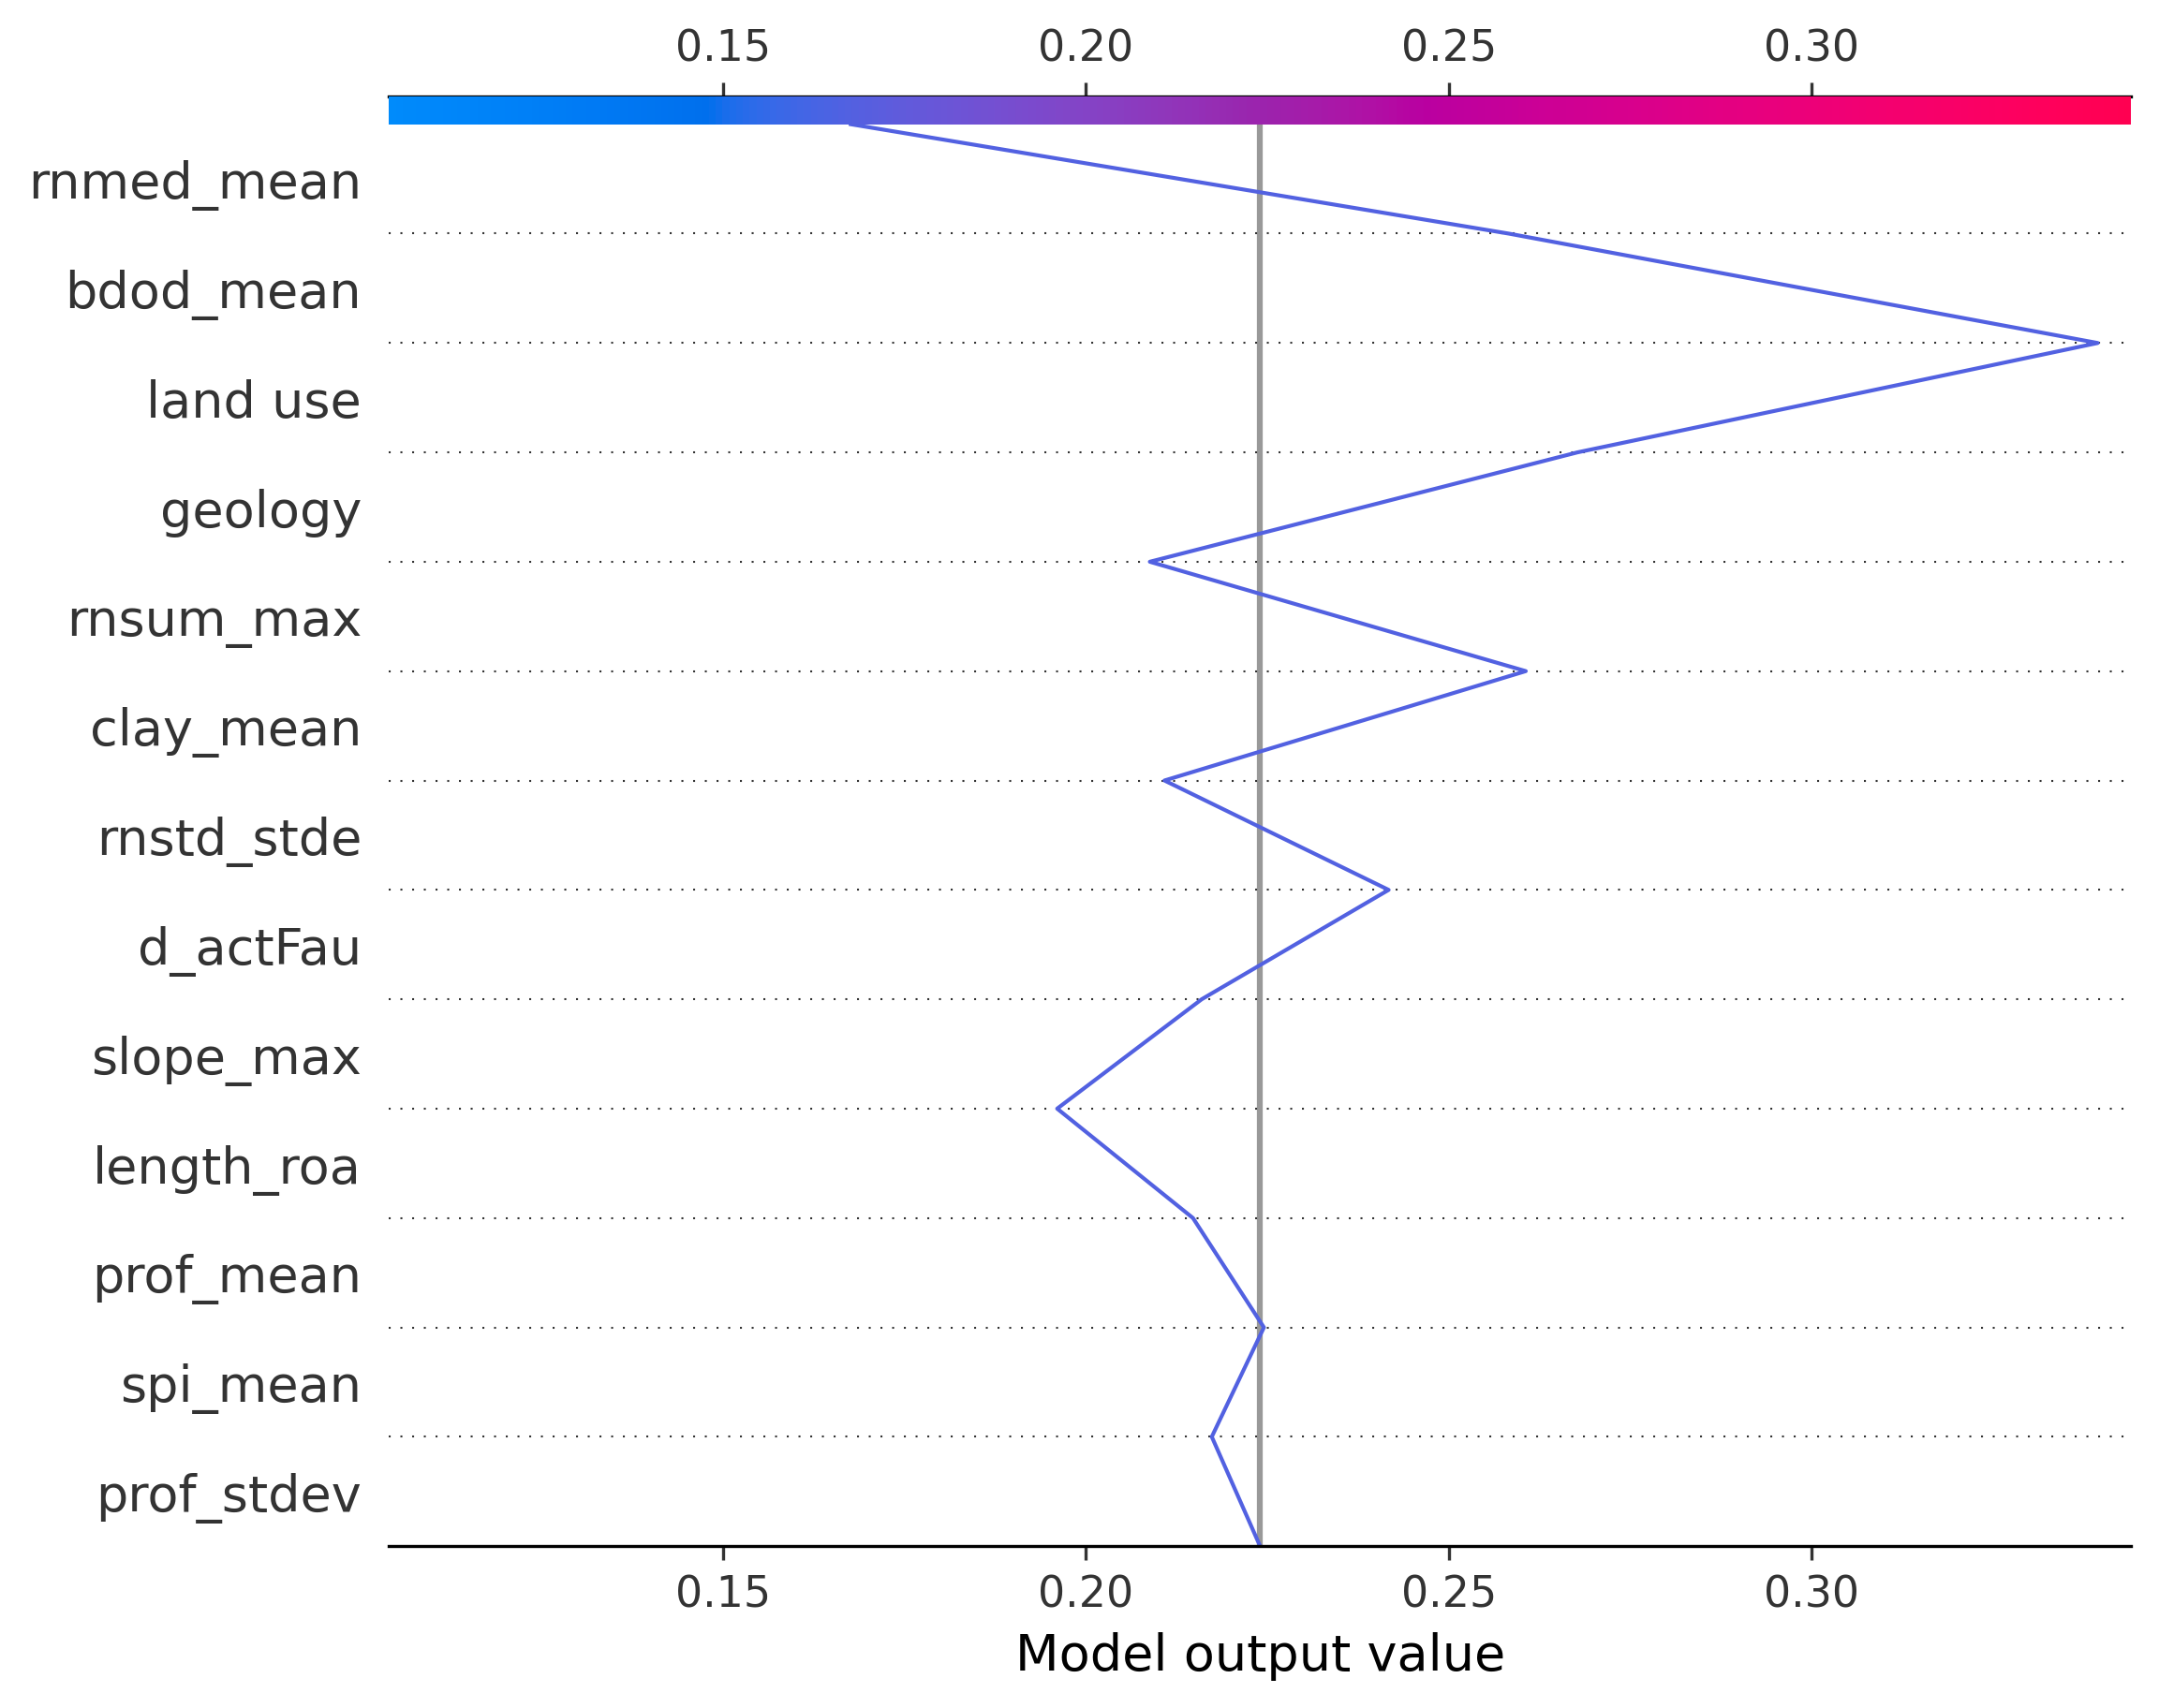 0.15 0.20 0.25 0.30
rnmed_mean
bdod_mean
land use
geology
rnsum_max
clay_mean
rnstd_stde
d_actFau
slope_max
length_roa
prof_mean
spi_mean
prof_stdev
0.15 0.20 0.25 0.30
Model output value